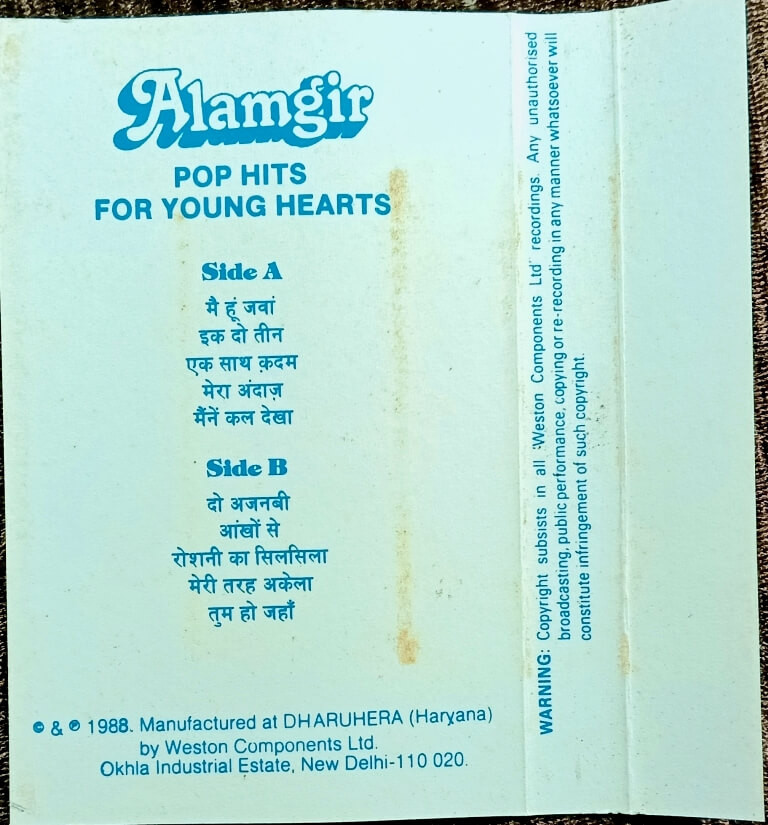 Alamgir
POP HITS
FOR YOUNG HEARTS
Side A
मै हूं जवां
इक दो तीन
एक साथ क़दम
मेरा अंदाज़
मैंनें कल देखा
Side B
दो अजनबी
आंखों से
रोशनी का सिलसिला
मेरी तरह अकेला
तुम हो जहाँ
© & ℗ 1988. Manufactured at DHARUHERA (Haryana)
by Weston Components Ltd.
Okhla Industrial Estate, New Delhi-110 020.
WARNING: Copyright subsists in all 'Weston Components Ltd' recordings. Any unauthorised
broadcasting, public performance, copying or re-recording in any manner whatsoever will
constitute infringement of such copyright.